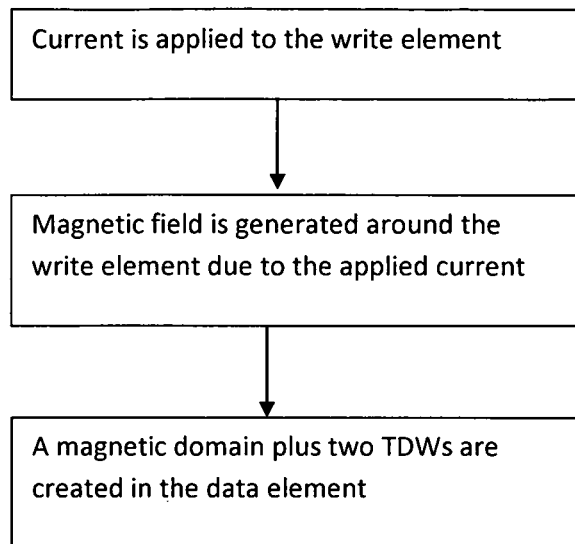 Current is applied to the write element
Magnetic field is generated around the
write element due to the applied current
A magnetic domain plus two TDWs are
created in the data element